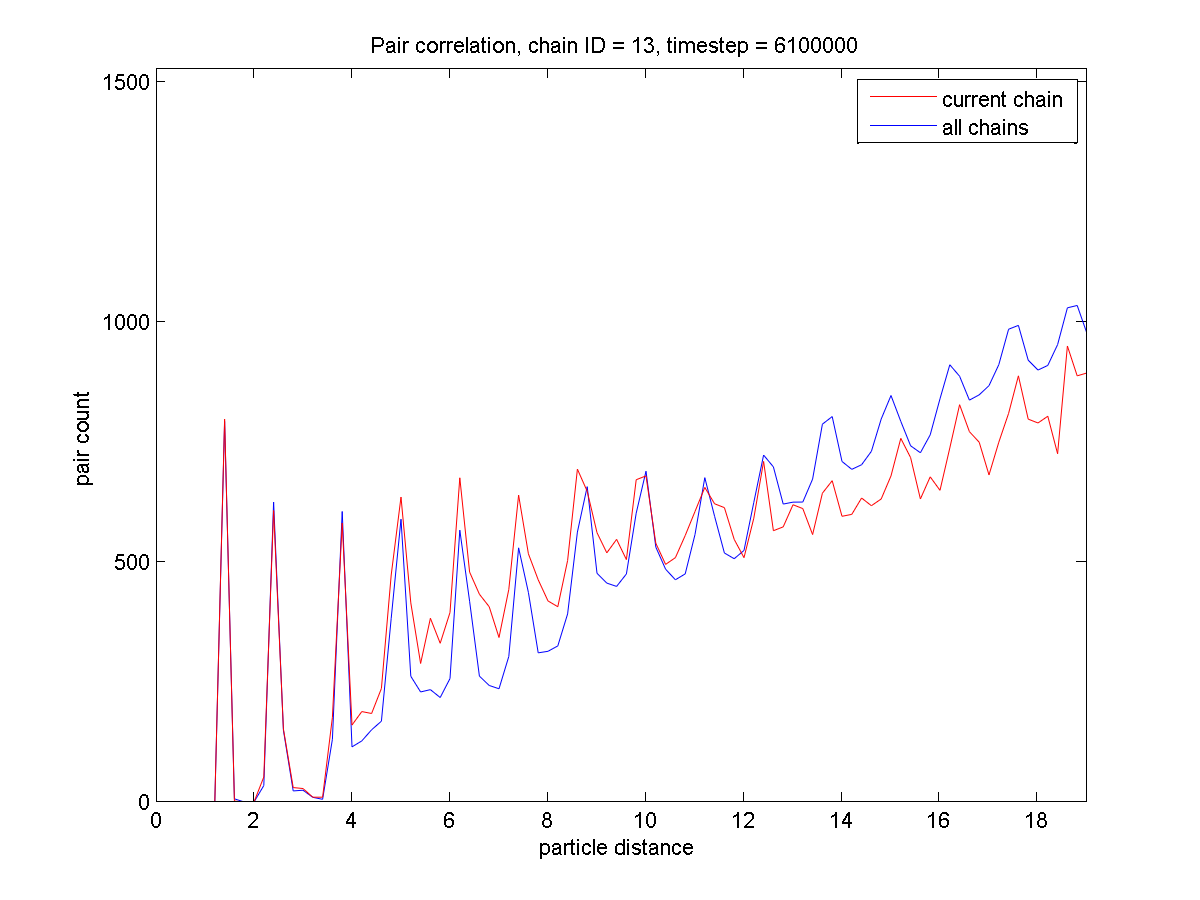 Pair correlation, chain ID = 13, timestep = 6100000
1500
current chain
all chains
1000
pair count
500
0
0 2 4 6 8 10 12 14 16 18
particle distance